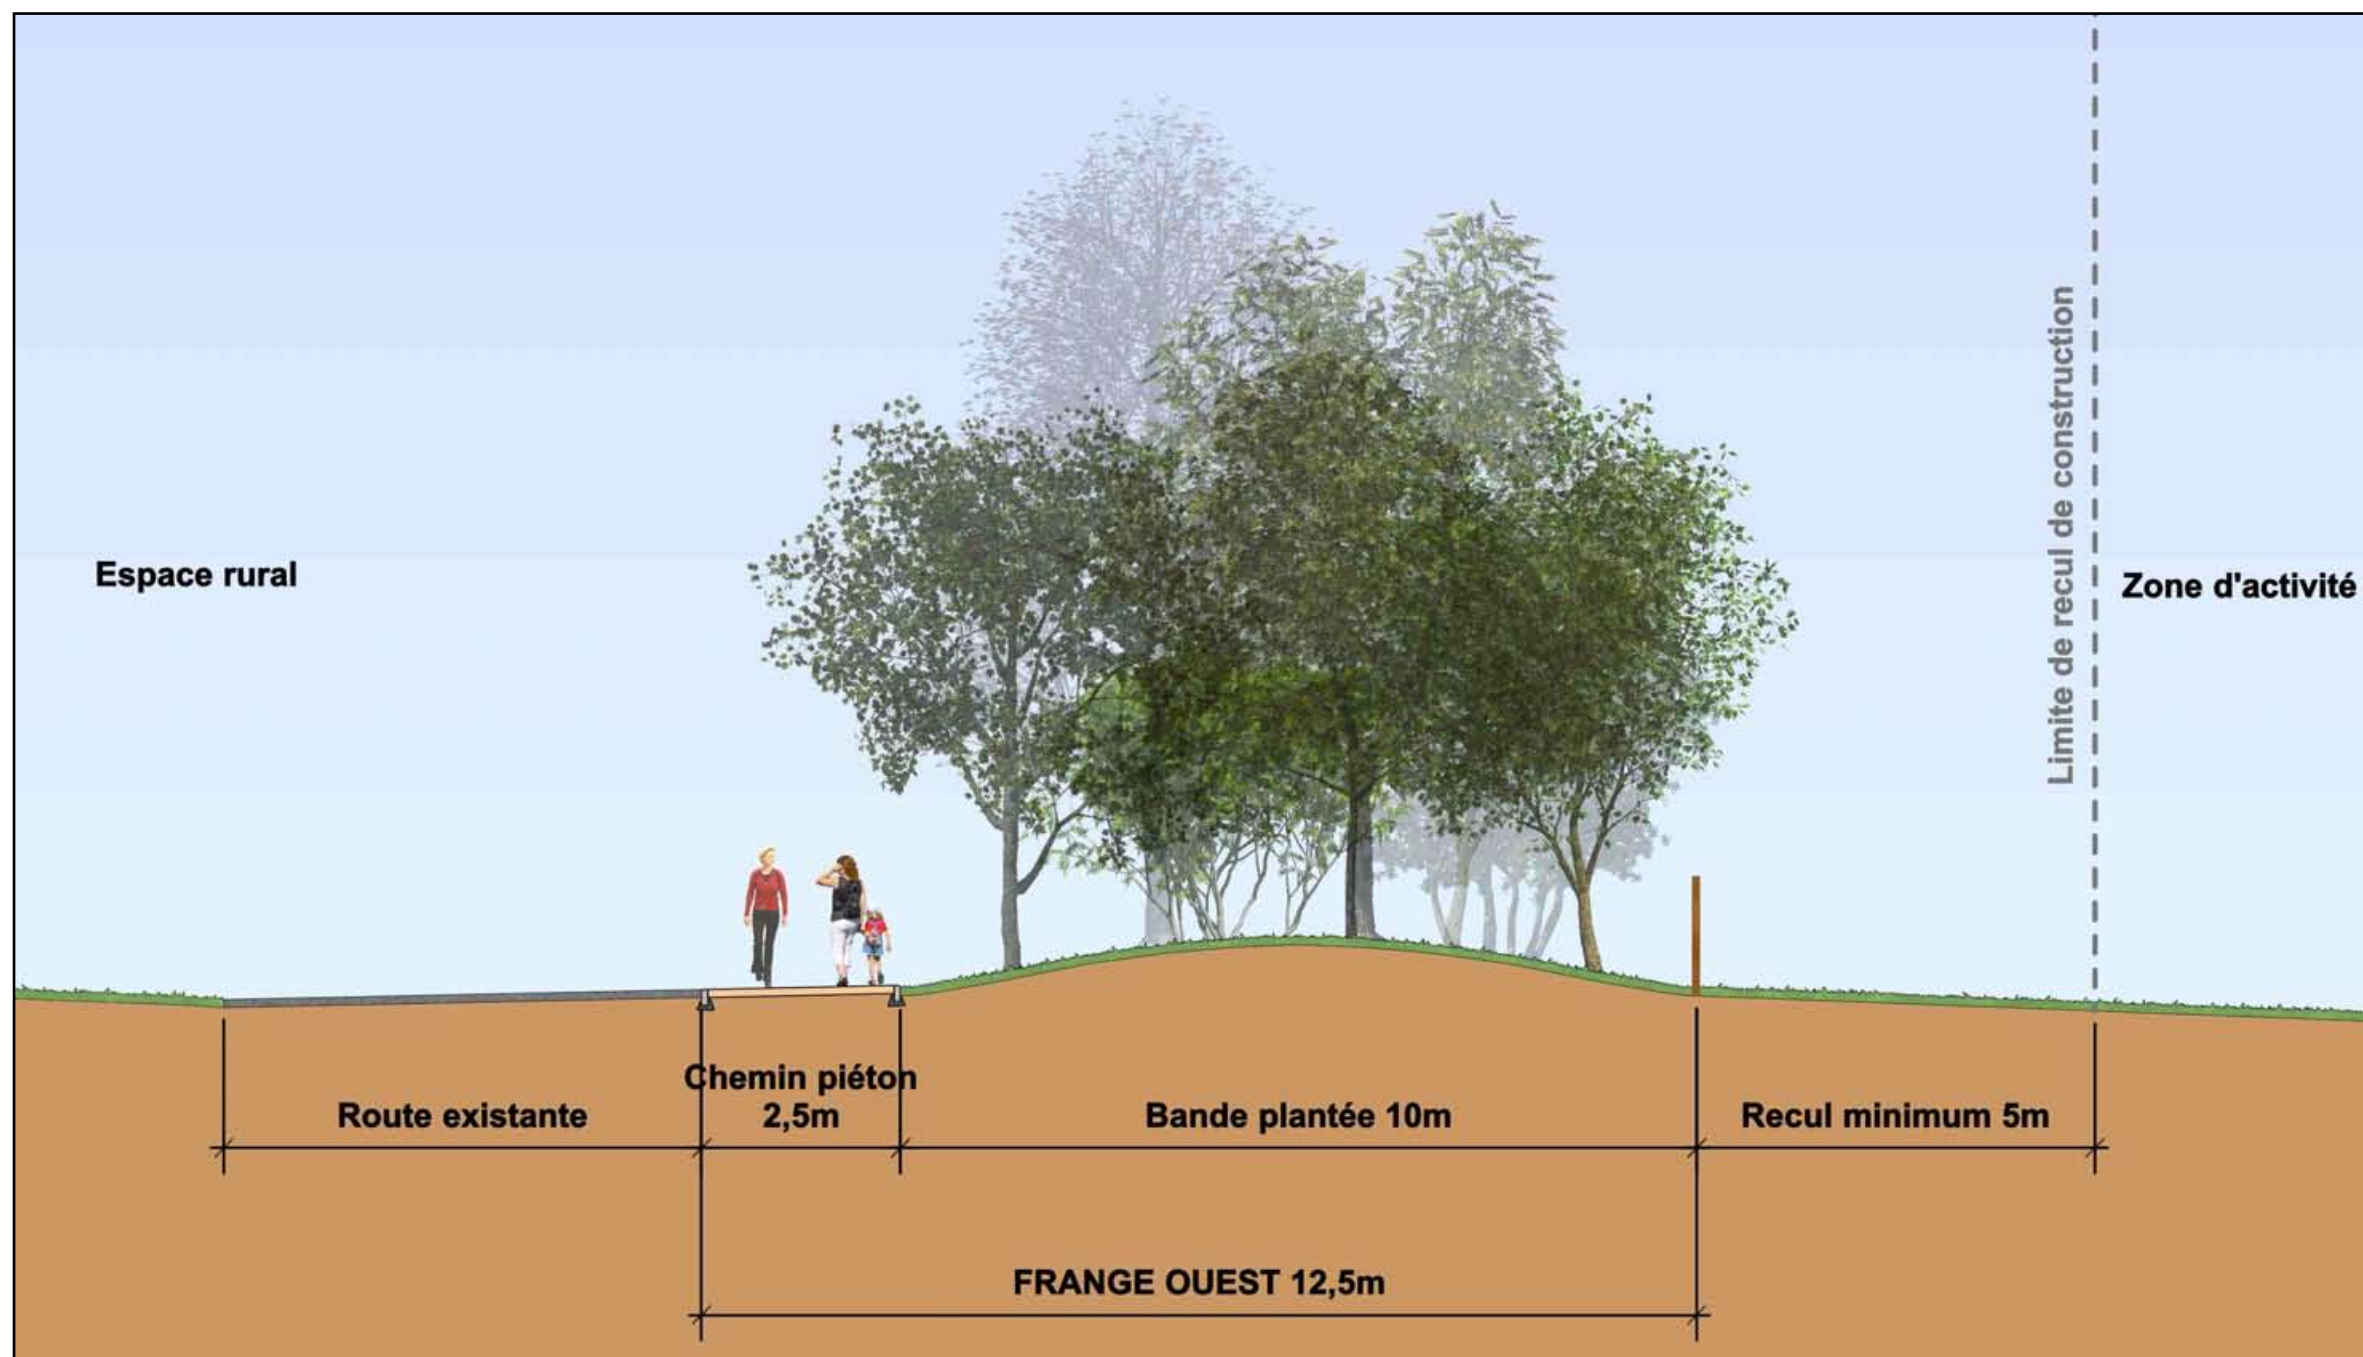 Espace rural
Limite de recul de construction
Zone d'activité
Route existante
Chemin piéton
2,5m
Bande plantée 10m
Recul minimum 5m
FRANGE OUEST 12,5m